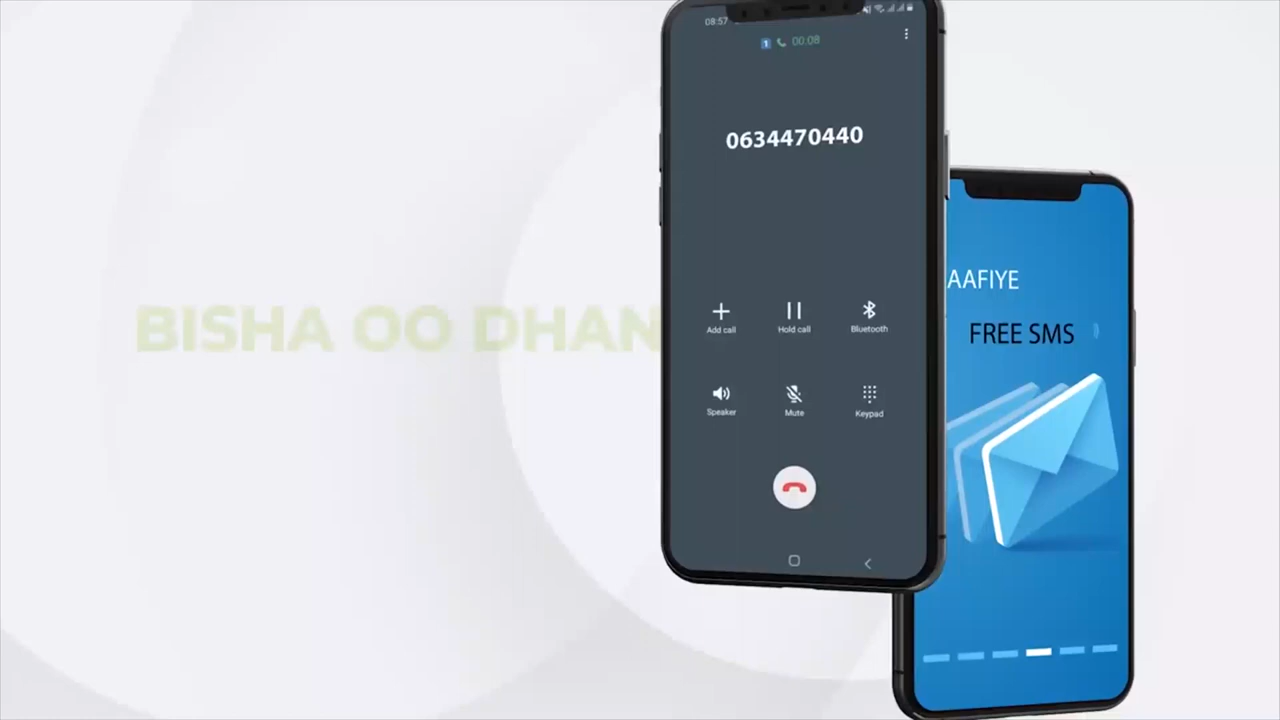 08:57
1 00:08
0634470440
Add call Hold call Bluetooth
Speaker Mute Keypad
AAFIYE
FREE SMS
BISHA OO DHAN